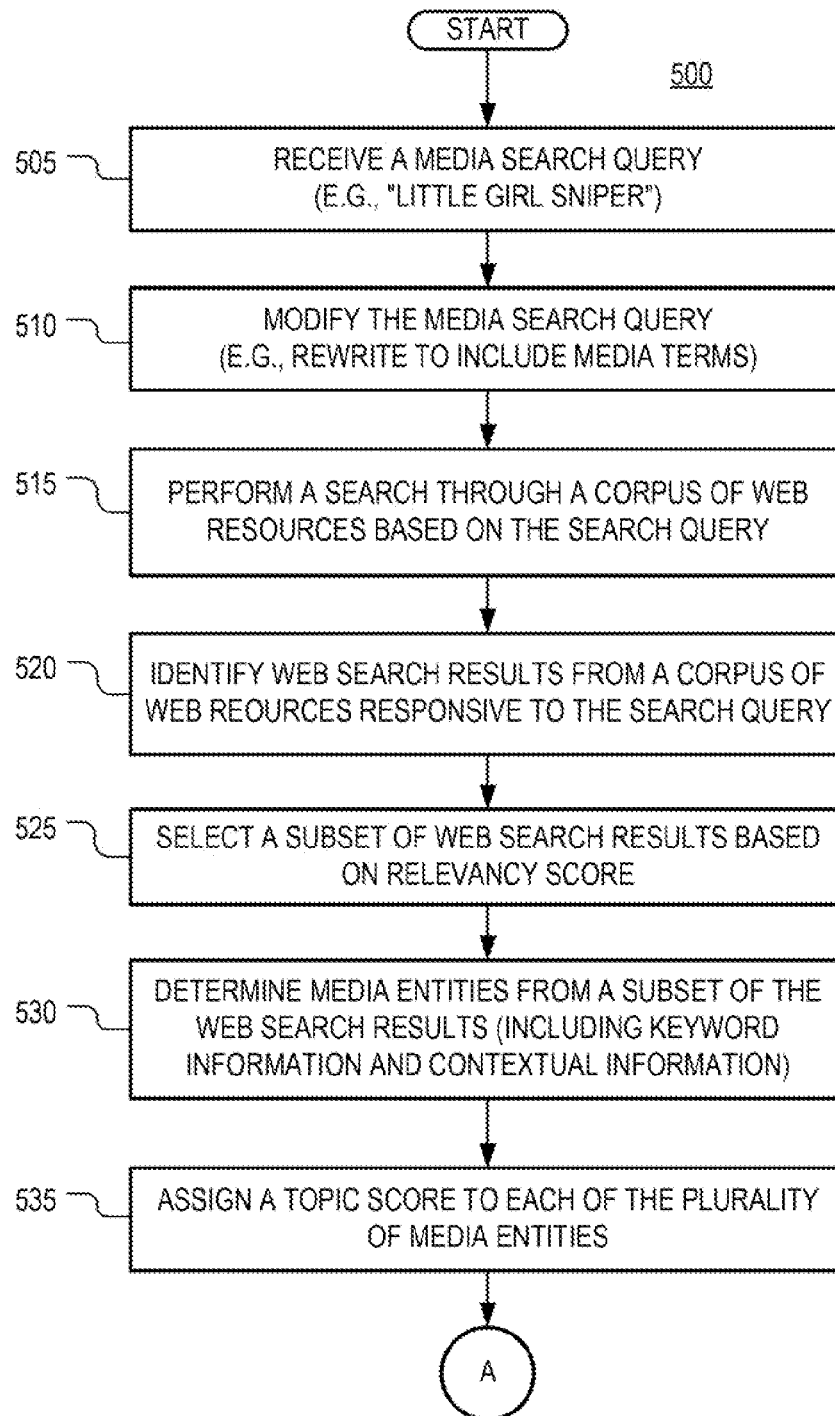 START
500
505
RECEIVE A MEDIA SEARCH QUERY
(E.G., "LITTLE GIRL SNIPER")
510
MODIFY THE MEDIA SEARCH QUERY
(E.G., REWRITE TO INCLUDE MEDIA TERMS)
515
PERFORM A SEARCH THROUGH A CORPUS OF WEB
RESOURCES BASED ON THE SEARCH QUERY
520
IDENTIFY WEB SEARCH RESULTS FROM A CORPUS OF
WEB REOURCES RESPONSIVE TO THE SEARCH QUERY
525
SELECT A SUBSET OF WEB SEARCH RESULTS BASED
ON RELEVANCY SCORE
530
DETERMINE MEDIA ENTITIES FROM A SUBSET OF THE
WEB SEARCH RESULTS (INCLUDING KEYWORD
INFORMATION AND CONTEXTUAL INFORMATION)
535
ASSIGN A TOPIC SCORE TO EACH OF THE PLURALITY
OF MEDIA ENTITIES
A